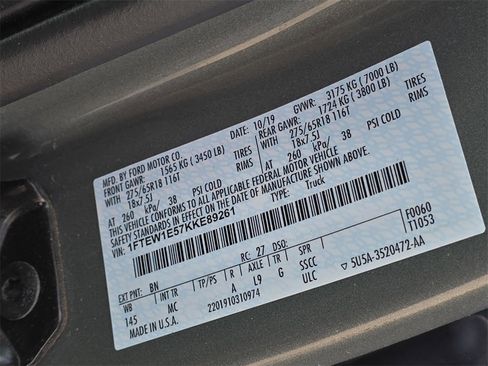 MFD. BY FORD MOTOR CO.
DATE: 10/19 GVWR: 3175 KG (7000 LB)
FRONT GAWR: 1565 KG (3450 LB) REAR GAWR: 1724 KG (3800 LB)
WITH 275/65R18 116T TIRES WITH 275/65R18 116T TIRES
18x7.5J RIMS 18x7.5J RIMS
AT 260 kPa/ 38 PSI COLD AT 260 kPa/ 38 PSI COLD
THIS VEHICLE CONFORMS TO ALL APPLICABLE FEDERAL MOTOR VEHICLE
SAFETY STANDARDS IN EFFECT ON THE DATE OF MANUFACTURE SHOWN ABOVE.
1FTEW1E57KKE89261 TYPE: Truck
F0060
T1053
EXT PNT: BN RC: 27 DSO:
WB INT TR TP/PS R AXLE TR SPR
145 MC A L9 G SSCC
MADE IN U.S.A. 2201910310974 ULC
5U5A-3520472-AA